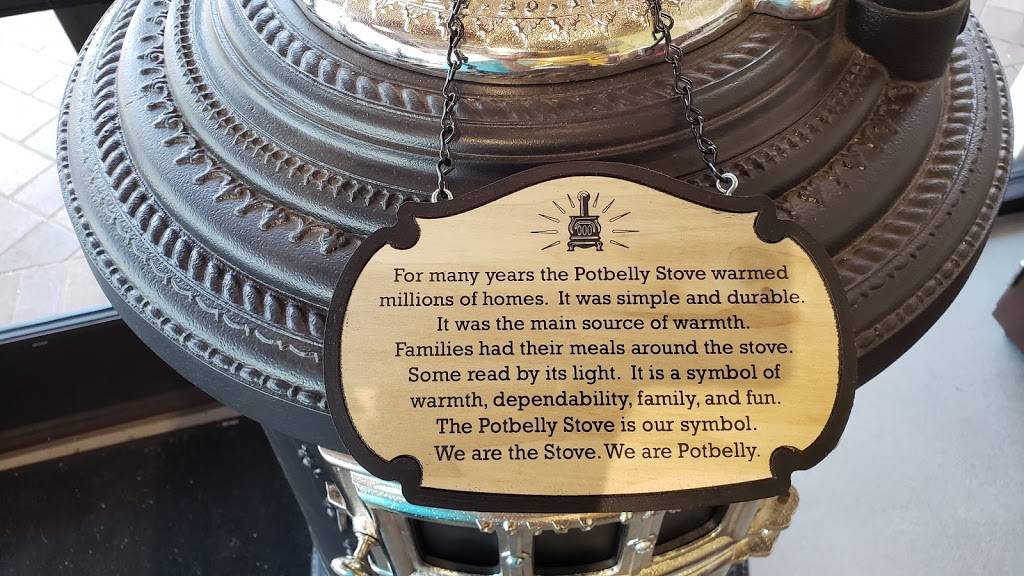 For many years the Potbelly Stove warmed
millions of homes.  It was simple and durable.
It was the main source of warmth.
Families had their meals around the stove.
Some read by its light.  It is a symbol of
warmth, dependability, family, and fun.
The Potbelly Stove is our symbol.
We are the Stove. We are Potbelly.